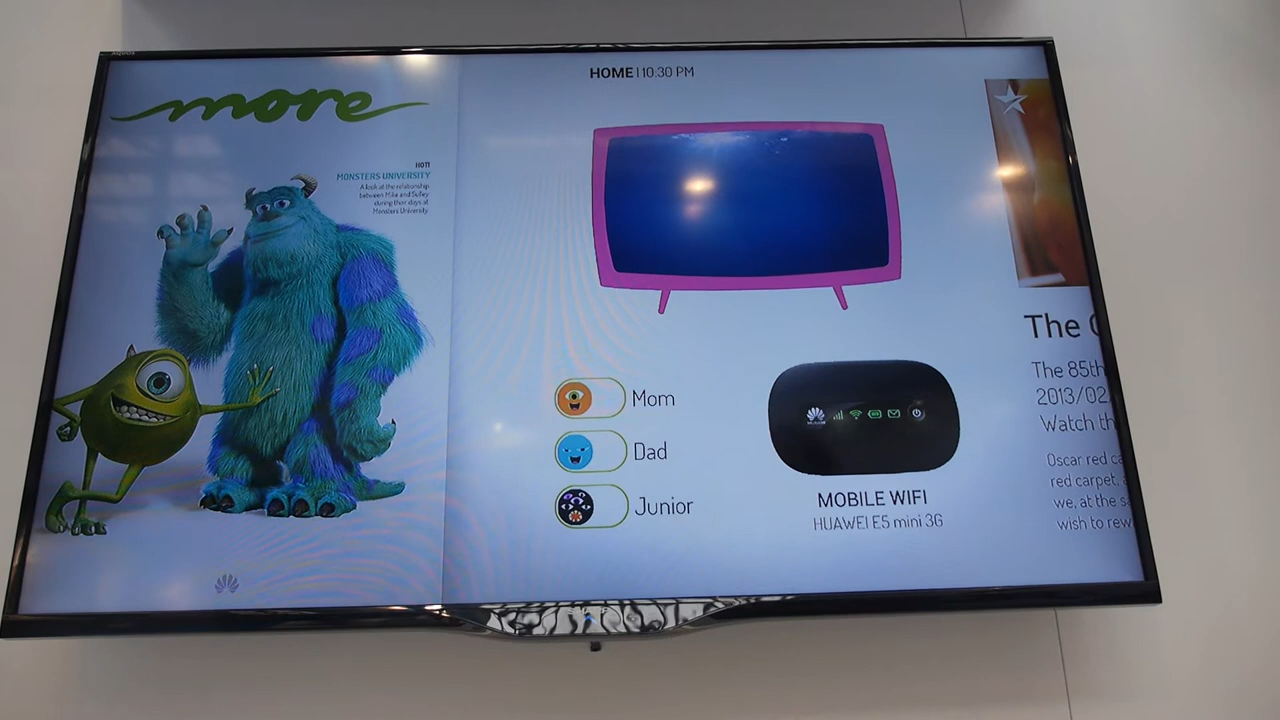 AQUOS
more
HOT!
MONSTERS UNIVERSITY
A look at the relationship
between Mike and Sulley
during their days at
Monsters University.
HOME | 10:30 PM
Mom
Dad
Junior
HUAWEI
MOBILE WIFI
HUAWEI E5 mini 3G
The
The 85th
2013/02
Watch th
Oscar red ca
red carpet,
we, at the s
wish to rew